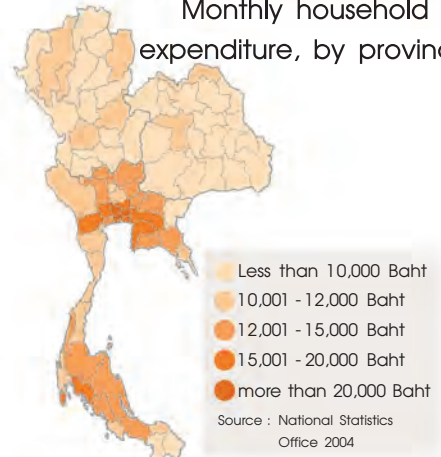 Monthly household
expenditure, by
Less than 10,000 Baht
10,001 - 12,000 Baht
12,001 - 15,000 Baht
15,001 - 20,000 Baht
more than 20,000 Baht
Source : National Statistics
Office 2004